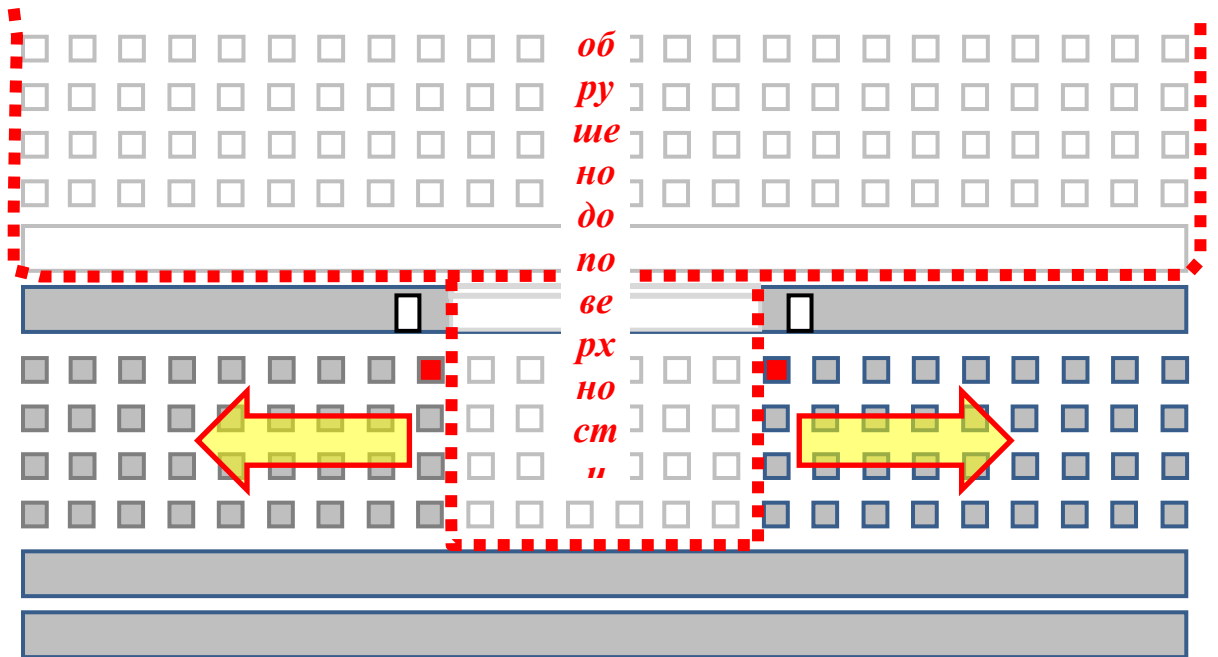 об
ру
ше
но
до
по
ве
рх
но
ст
и